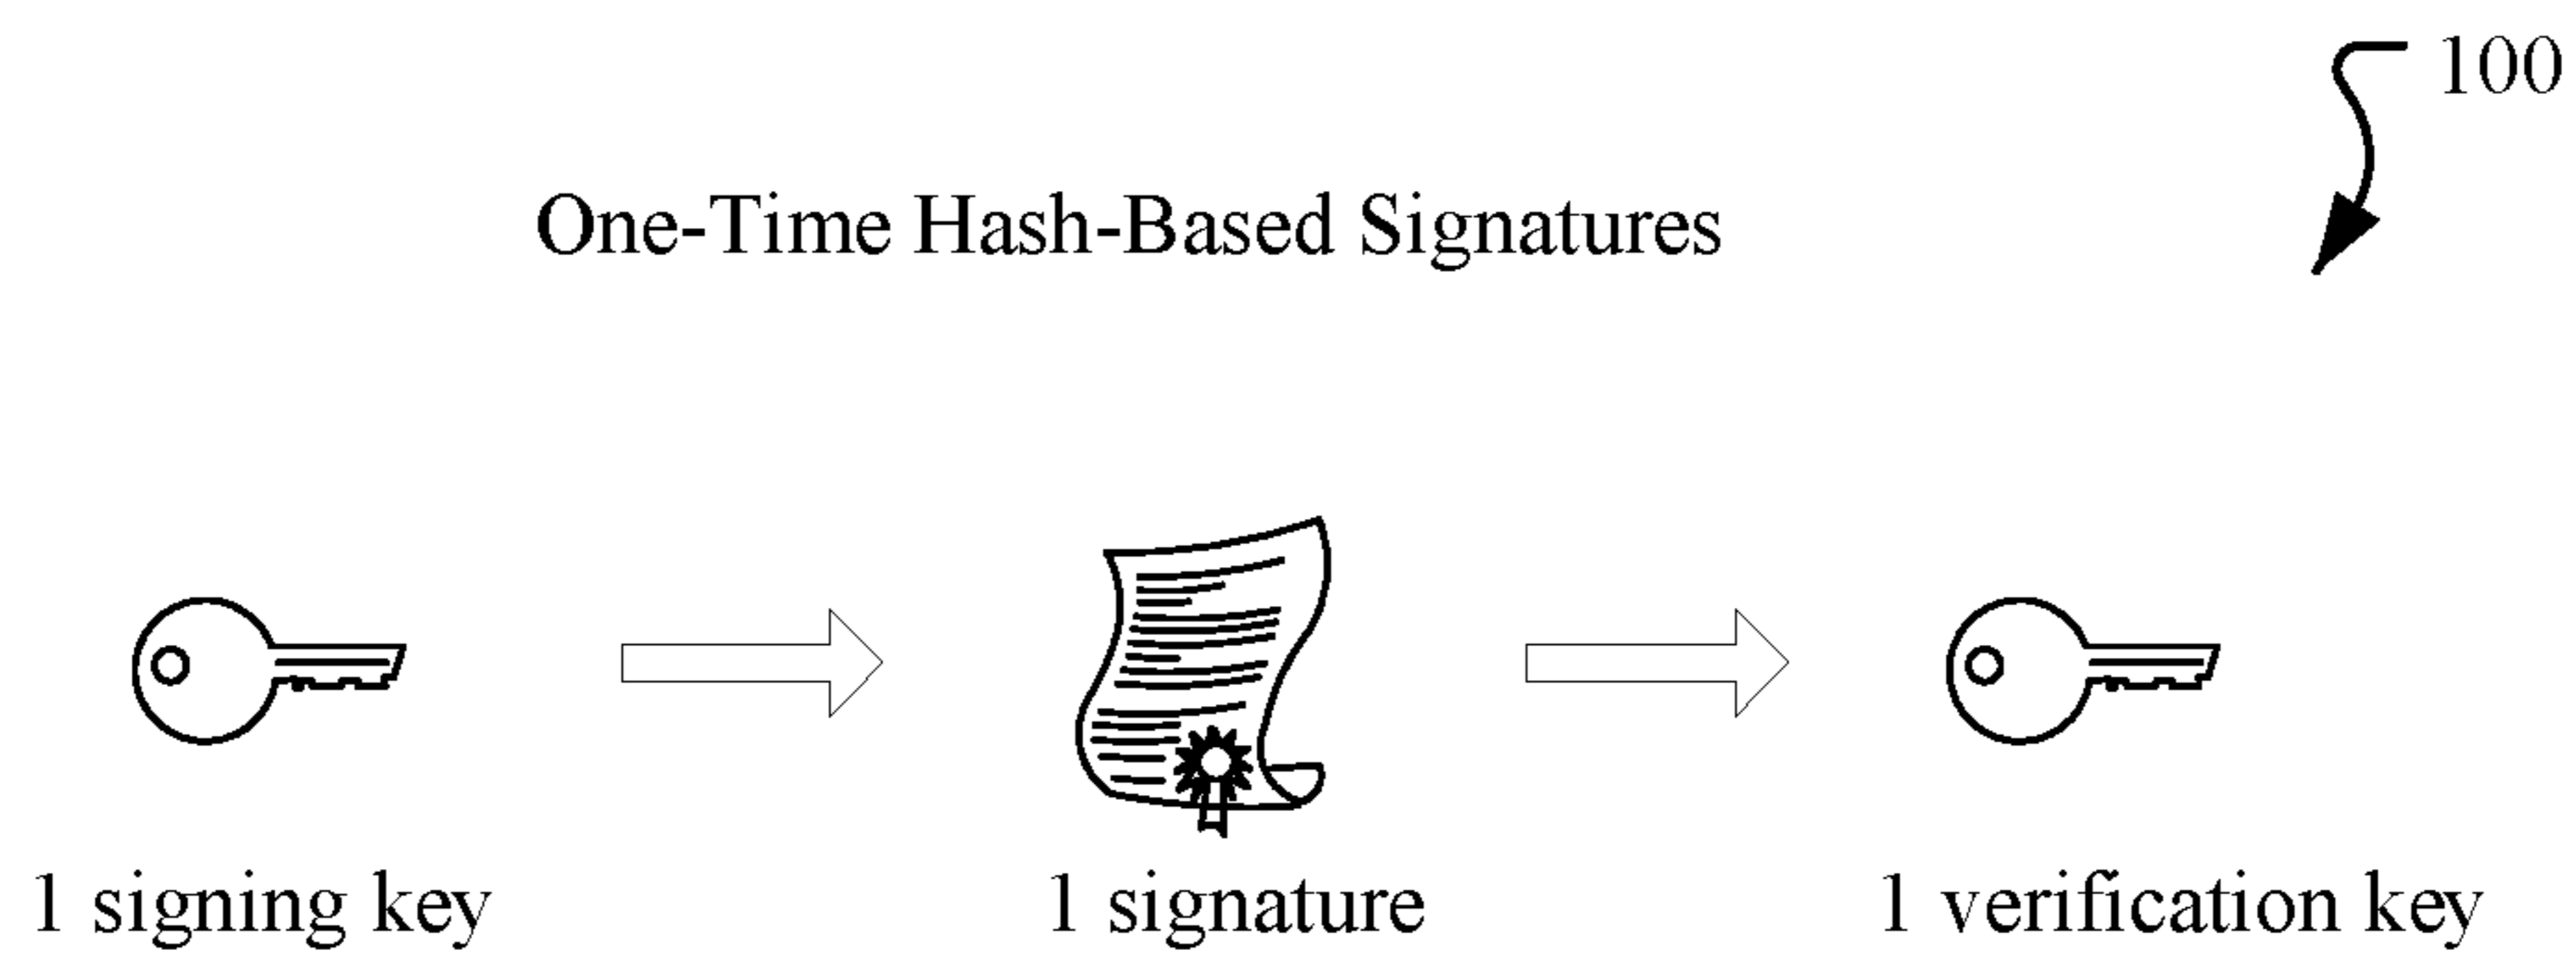 100
One-Time Hash-Based Signatures
1 signing key
1 signature
1 verification key